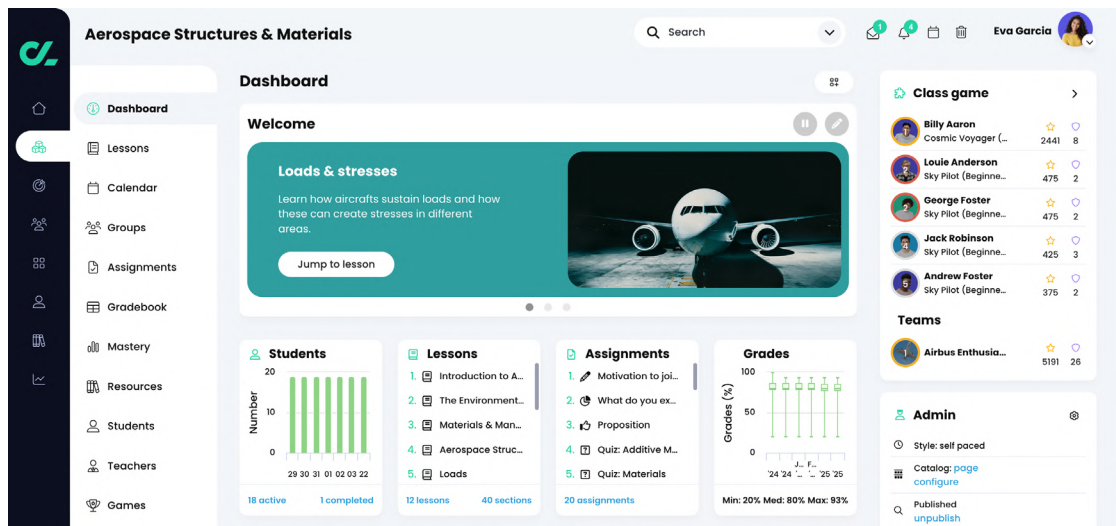 Aerospace Structures & Materials
Search
1
4
Eva Garcia
Dashboard
Lessons
Calendar
Groups
Assignments
Gradebook
Mastery
Resources
Students
Teachers
Games
Dashboard
Welcome
Loads & stresses
Learn how aircrafts sustain loads and how
these can create stresses in different
areas.
Jump to lesson
Students
Number
20
10
0
29 30 31 01 02 03 22
18 active 1 completed
Lessons
1. Introduction to A...
2. The Environment...
3. Materials & Man...
4. Aerospace Struc...
5. Loads
12 lessons 40 sections
Assignments
1. Motivation to joi...
2. What do you ex...
3. Proposition
4. Quiz: Additive M...
5. Quiz: Materials
20 assignments
Grades
Grades (%)
100
50
0
J... F...
'24 '24 '... '... '25 '25
Min: 20% Med: 80% Max: 93%
Class game
Billy Aaron
Cosmic Voyager (...
2441 8
Louie Anderson
Sky Pilot (Beginne...
475 2
George Foster
Sky Pilot (Beginne...
475 2
Jack Robinson
Sky Pilot (Beginne...
425 3
Andrew Foster
Sky Pilot (Beginne...
375 2
Teams
Airbus Enthusia...
5191 26
Admin
Style: self paced
Catalog: page
configure
Published
unpublish